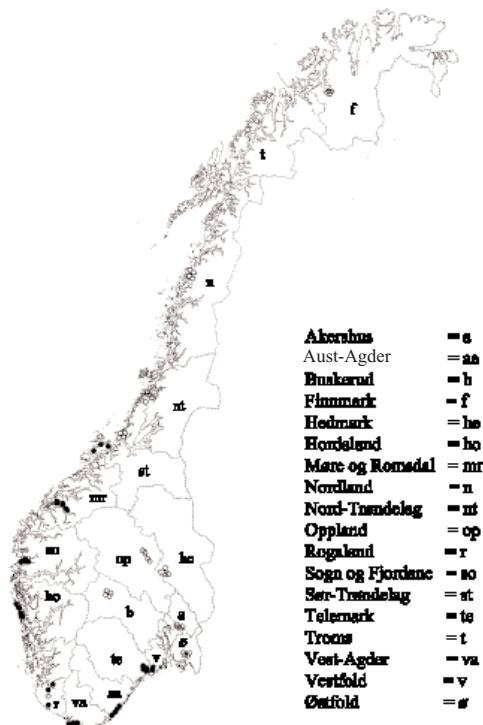 f
t
n
nt
st
mr
so
op
he
ho
b
a
ø
te
v
r
va
aa
Akershus = a
Aust-Agder = aa
Buskerud = b
Finnmark = f
Hedmark = he
Hordaland = ho
Møre og Romsdal = mr
Nordland = n
Nord-Trøndelag = nt
Oppland = op
Rogaland = r
Sogn og Fjordane = so
Sør-Trøndelag = st
Telemark = te
Troms = t
Vest-Agder = va
Vestfold = v
Østfold = ø